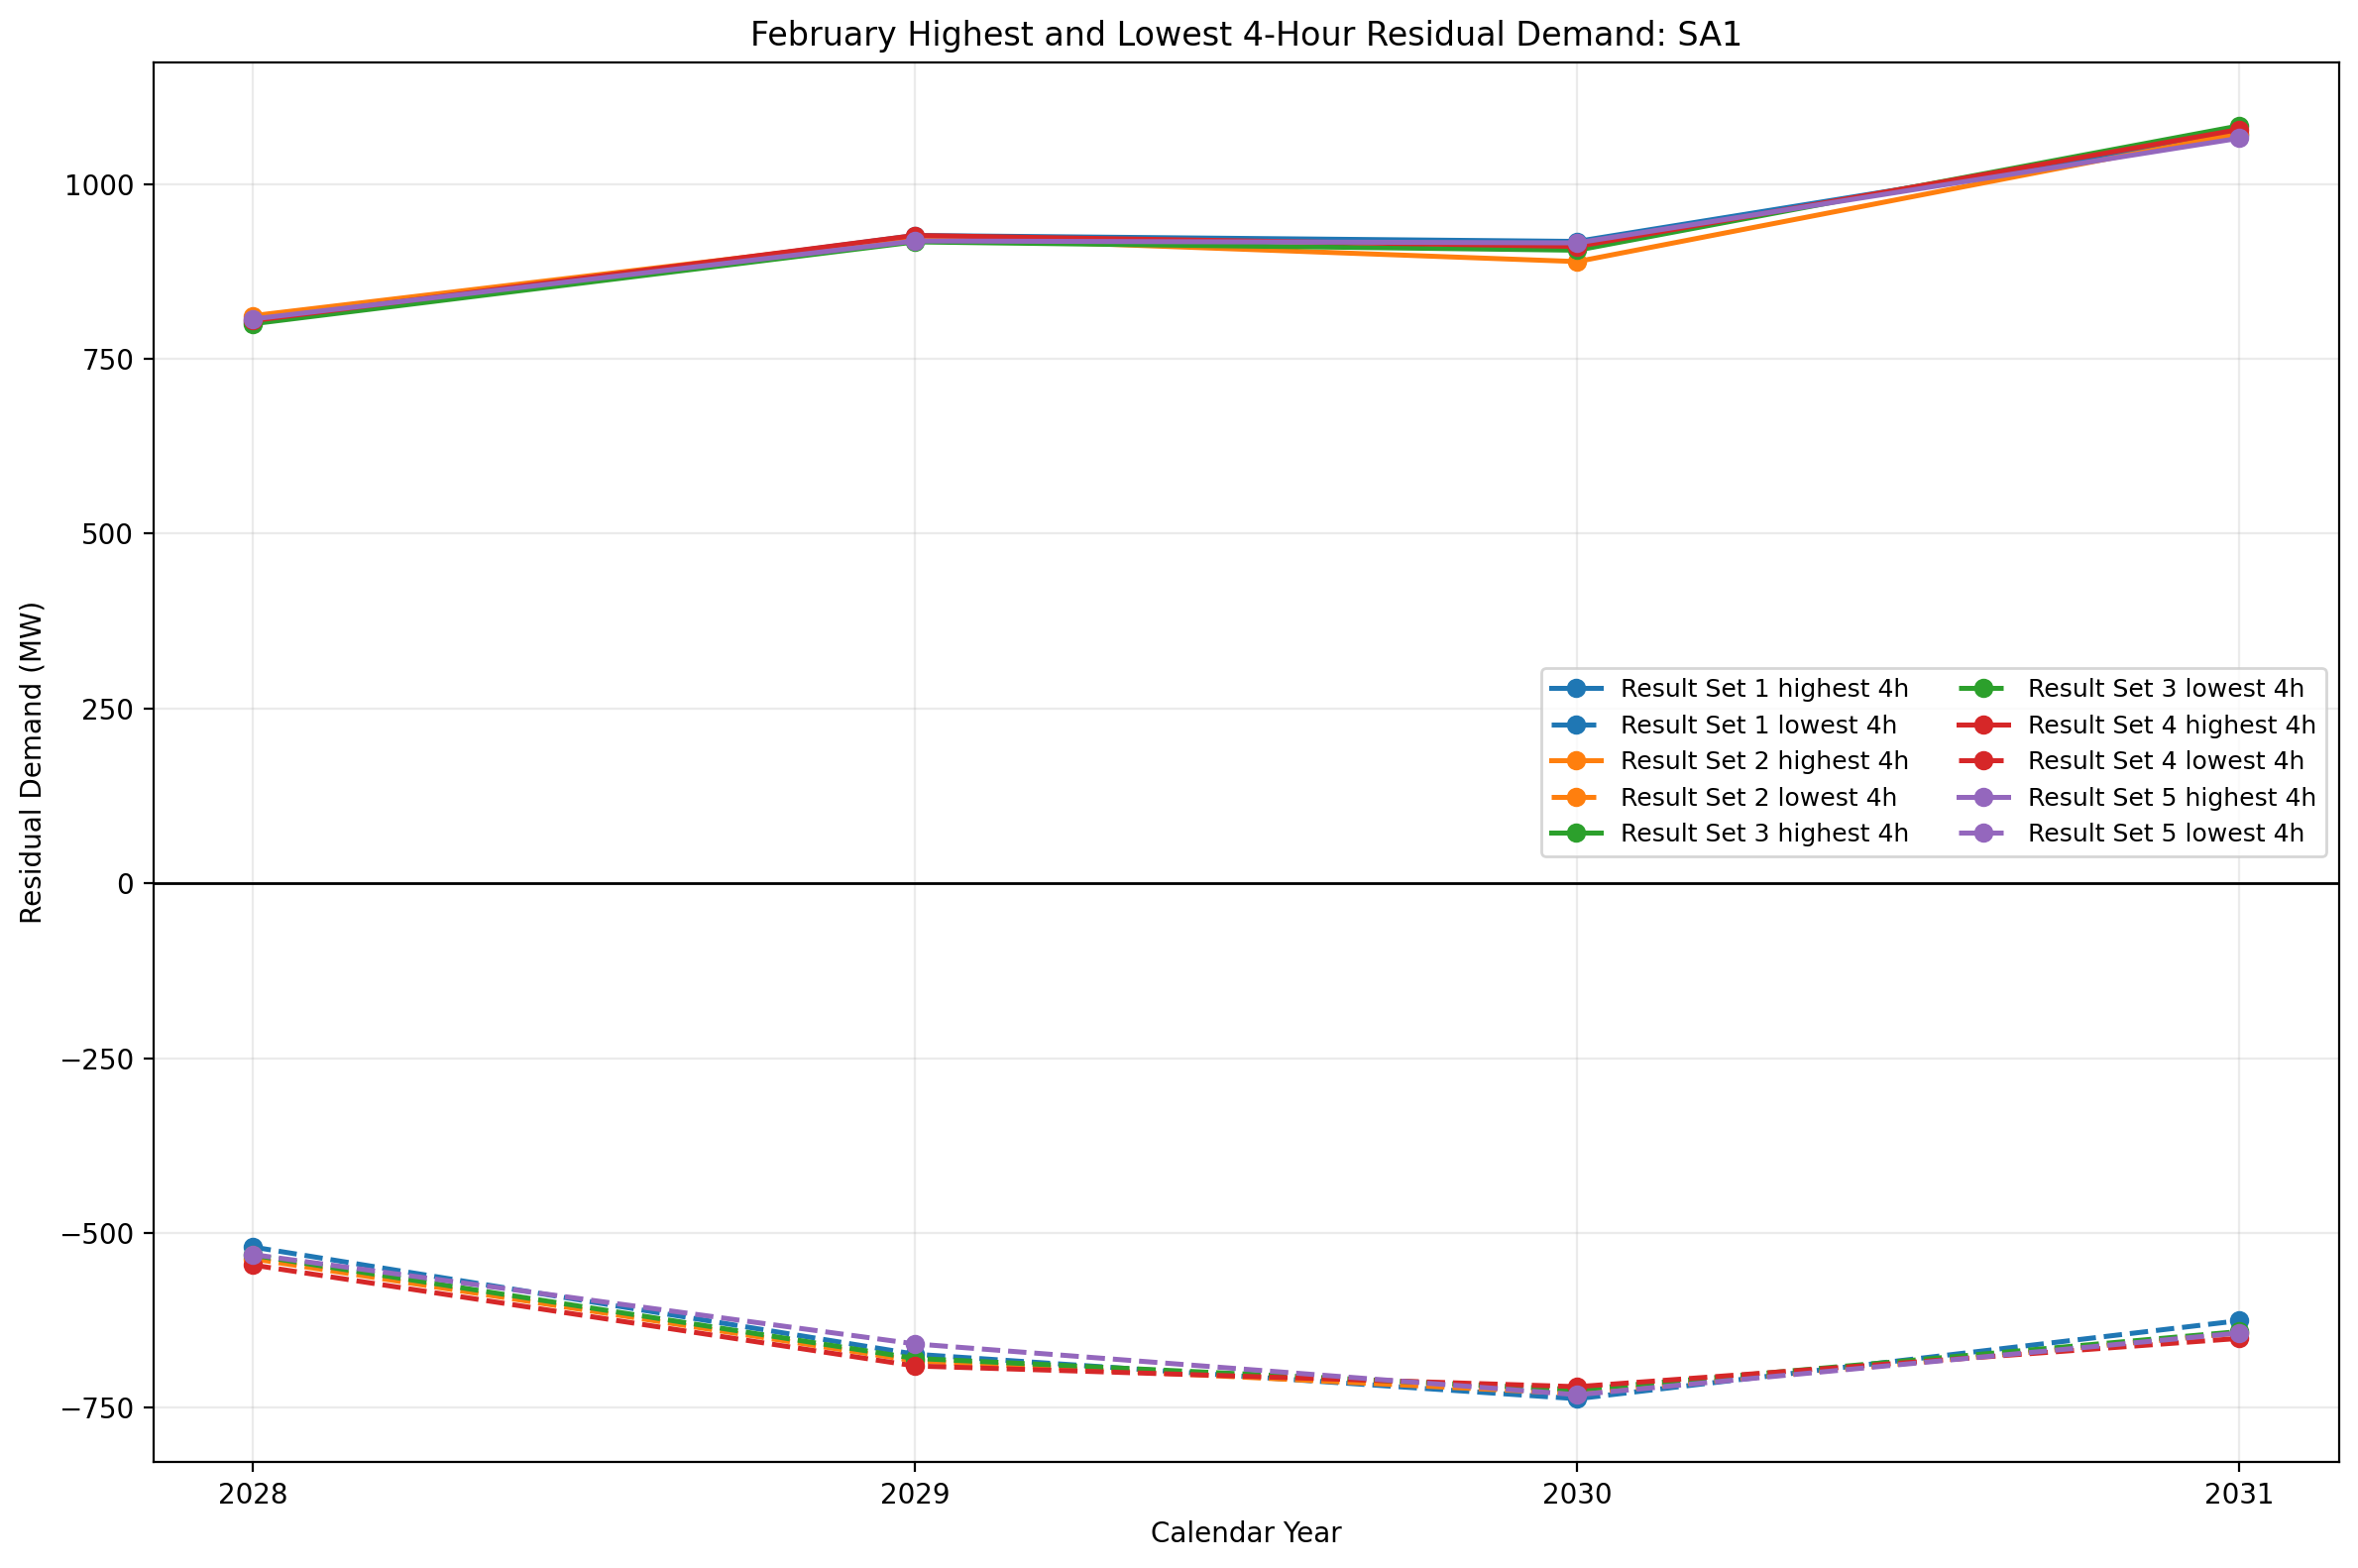 February Highest and Lowest 4-Hour Residual Demand: SA1
Residual Demand (MW)
1000
750
500
250
0
−250
−500
−750
Result Set 1 highest 4h
Result Set 1 lowest 4h
Result Set 2 highest 4h
Result Set 2 lowest 4h
Result Set 3 highest 4h
Result Set 3 lowest 4h
Result Set 4 highest 4h
Result Set 4 lowest 4h
Result Set 5 highest 4h
Result Set 5 lowest 4h
2028 2029 2030 2031
Calendar Year